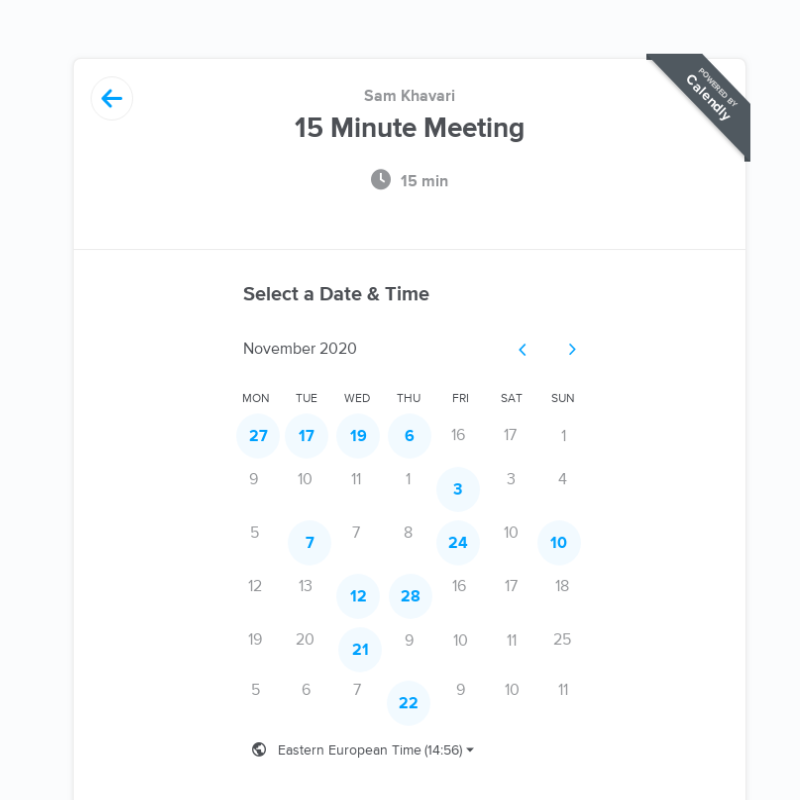 Sam Khavari
15 Minute Meeting
15 min
POWERED BY
Calendly
Select a Date & Time
November 2020
MON TUE WED THU FRI SAT SUN
27 17 19 6 16 17 1
9 10 11 1 3 3 4
5 7 7 8 24 10 10
12 13 12 28 16 17 18
19 20 21 9 10 11 25
5 6 7 22 9 10 11
Eastern European Time (14:56)